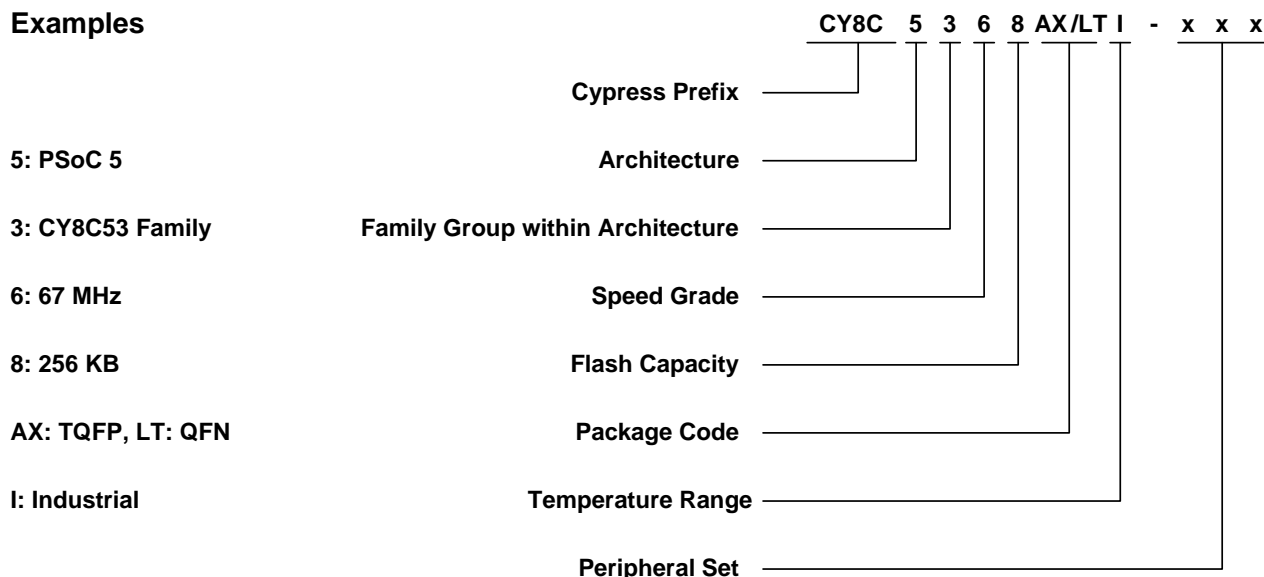 Examples CY8C 5 3 6 8 AX/LT I - x x x
Cypress Prefix
5: PSoC 5 Architecture
3: CY8C53 Family Family Group within Architecture
6: 67 MHz Speed Grade
8: 256 KB Flash Capacity
AX: TQFP, LT: QFN Package Code
I: Industrial Temperature Range
Peripheral Set